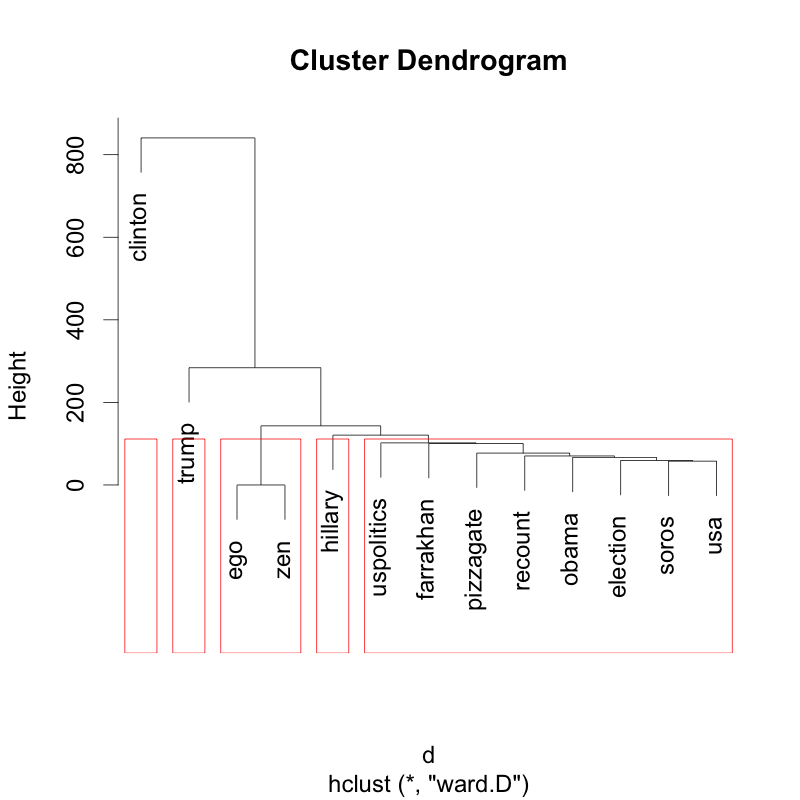 Cluster Dendrogram
Height
800
600
400
200
0
clinton
trump
ego
zen
hillary
uspolitics
farrakhan
pizzagate
recount
obama
election
soros
usa
d
hclust (*, "ward.D")